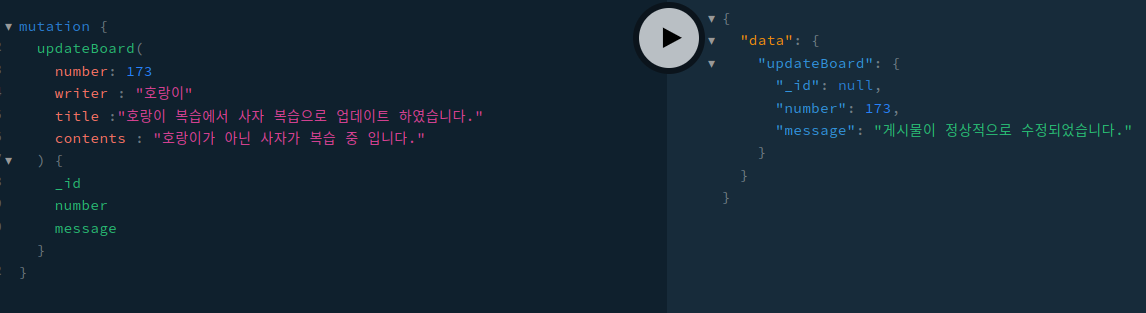 mutation {
updateBoard(
number: 173
writer : "호랑이"
title :"호랑이 복습에서 사자 복습으로 업데이트 하였습니다."
contents : "호랑이가 아닌 사자가 복습 중 입니다."
) {
_id
number
message
}
}
{
"data": {
"updateBoard": {
"_id": null,
"number": 173,
"message": "게시물이 정상적으로 수정되었습니다."
}
}
}